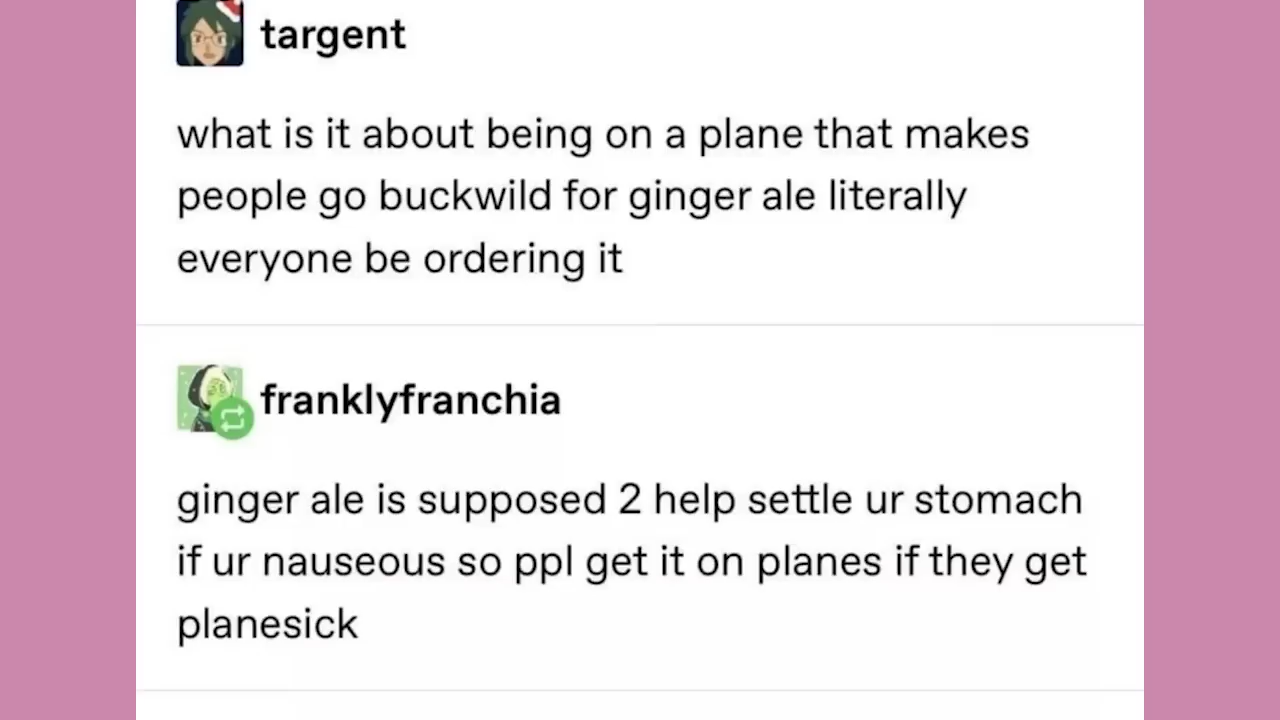 targent
what is it about being on a plane that makes
people go buckwild for ginger ale literally
everyone be ordering it
franklyfranchia
ginger ale is supposed 2 help settle ur stomach
if ur nauseous so ppl get it on planes if they get
planesick